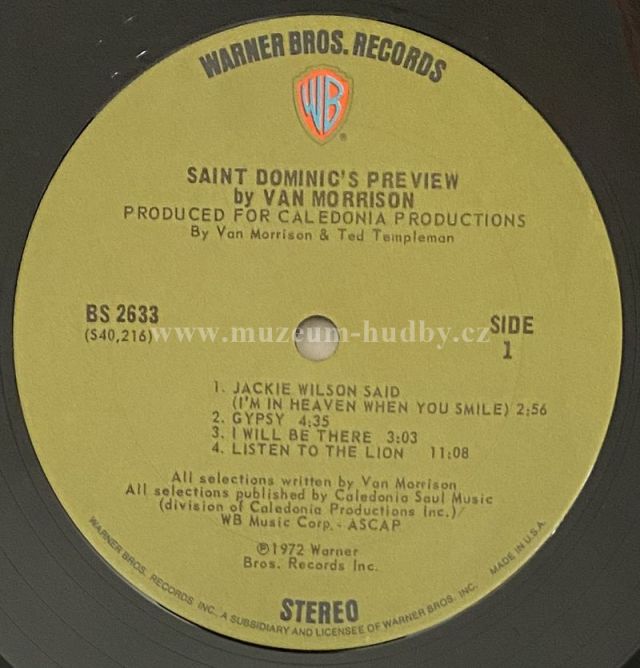 WARNER BROS. RECORDS
WB
®
SAINT DOMINIC'S PREVIEW
by VAN MORRISON
PRODUCED FOR CALEDONIA PRODUCTIONS
By Van Morrison & Ted Templeman
BS 2633
(S40,216)
SIDE
1
www.muzeum-hudby.cz
1. JACKIE WILSON SAID
(I'M IN HEAVEN WHEN YOU SMILE) 2:56
2. GYPSY 4:35
3. I WILL BE THERE 3:03
4. LISTEN TO THE LION 11:08
All selections written by Van Morrison
All selections published by Caledonia Soul Music
(division of Caledonia Productions Inc.)/
WB Music Corp. - ASCAP
℗1972 Warner
Bros. Records Inc.
STEREO
WARNER BROS. RECORDS INC., A SUBSIDIARY AND LICENSEE OF WARNER BROS. INC. MADE IN U.S.A.